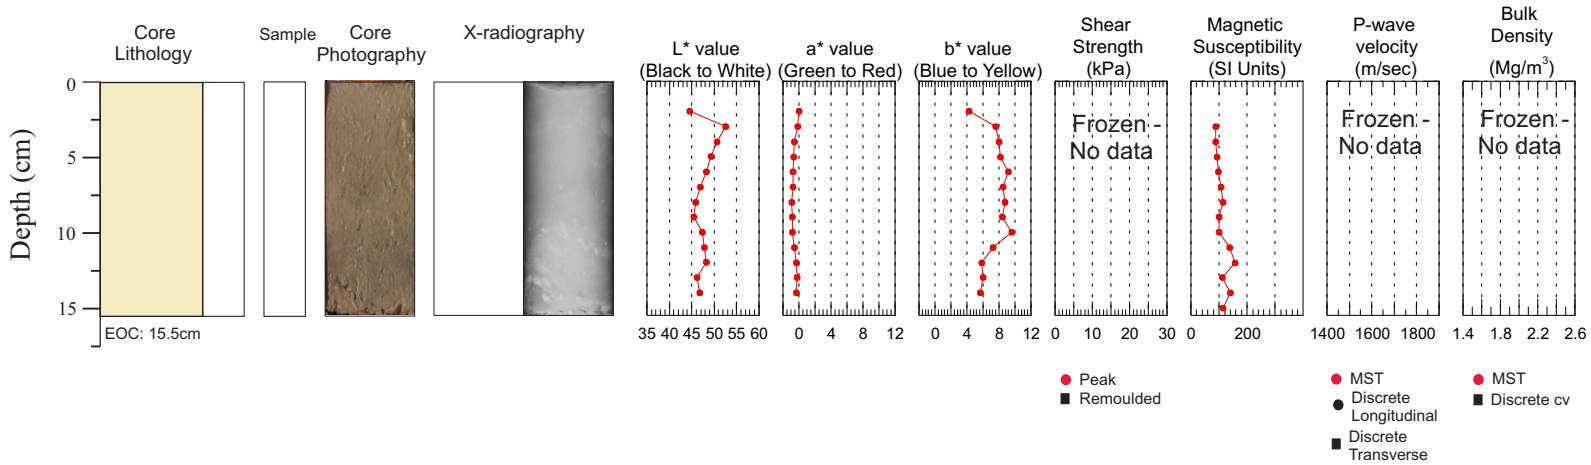 Core
Lithology
Sample
Core
Photography
X-radiography
L* value
(Black to White)
a* value
(Green to Red)
b* value
(Blue to Yellow)
Shear
Strength
(kPa)
Magnetic
Susceptibility
(SI Units)
P-wave
velocity
(m/sec)
Bulk
Density
(Mg/m³)
Depth (cm)
0
5
10
15
EOC: 15.5cm
Frozen -
No data
Frozen -
No data
Frozen -
No data
35 40 45 50 55 60
0 4 8 12
0 4 8 12
0 10 20 30
0 200
1400 1600 1800
1.4 1.8 2.2 2.6
Peak
Remoulded
MST
Discrete
Longitudinal
Discrete
Transverse
MST
Discrete cv